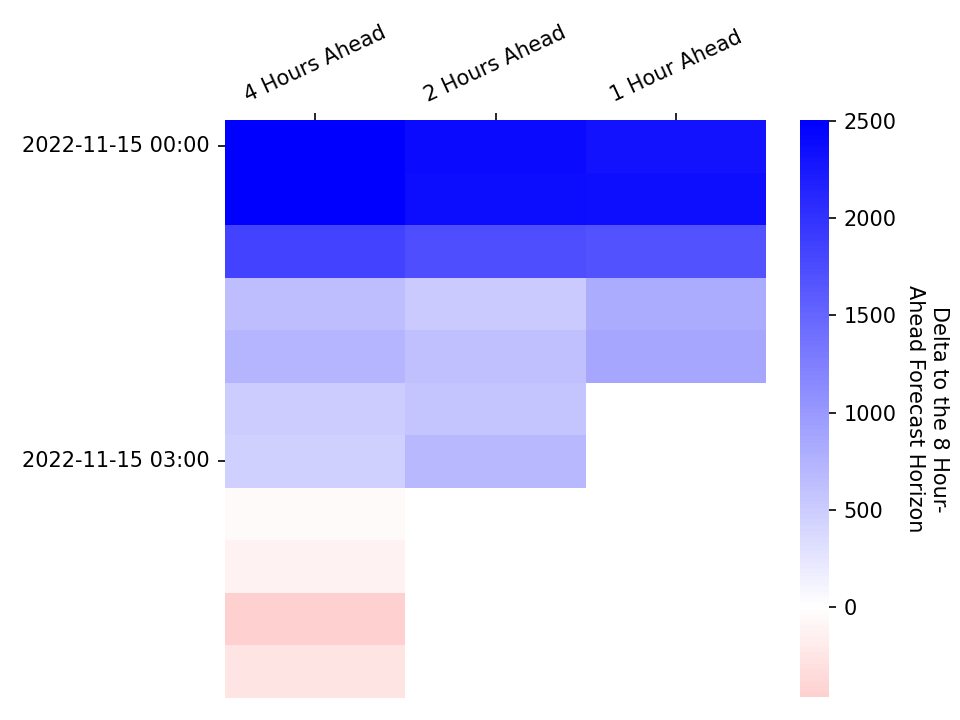 4 Hours Ahead
2 Hours Ahead
1 Hour Ahead
2022-11-15 00:00
2022-11-15 03:00
2500
2000
1500
1000
500
0
Delta to the 8 Hour-
Ahead Forecast Horizon